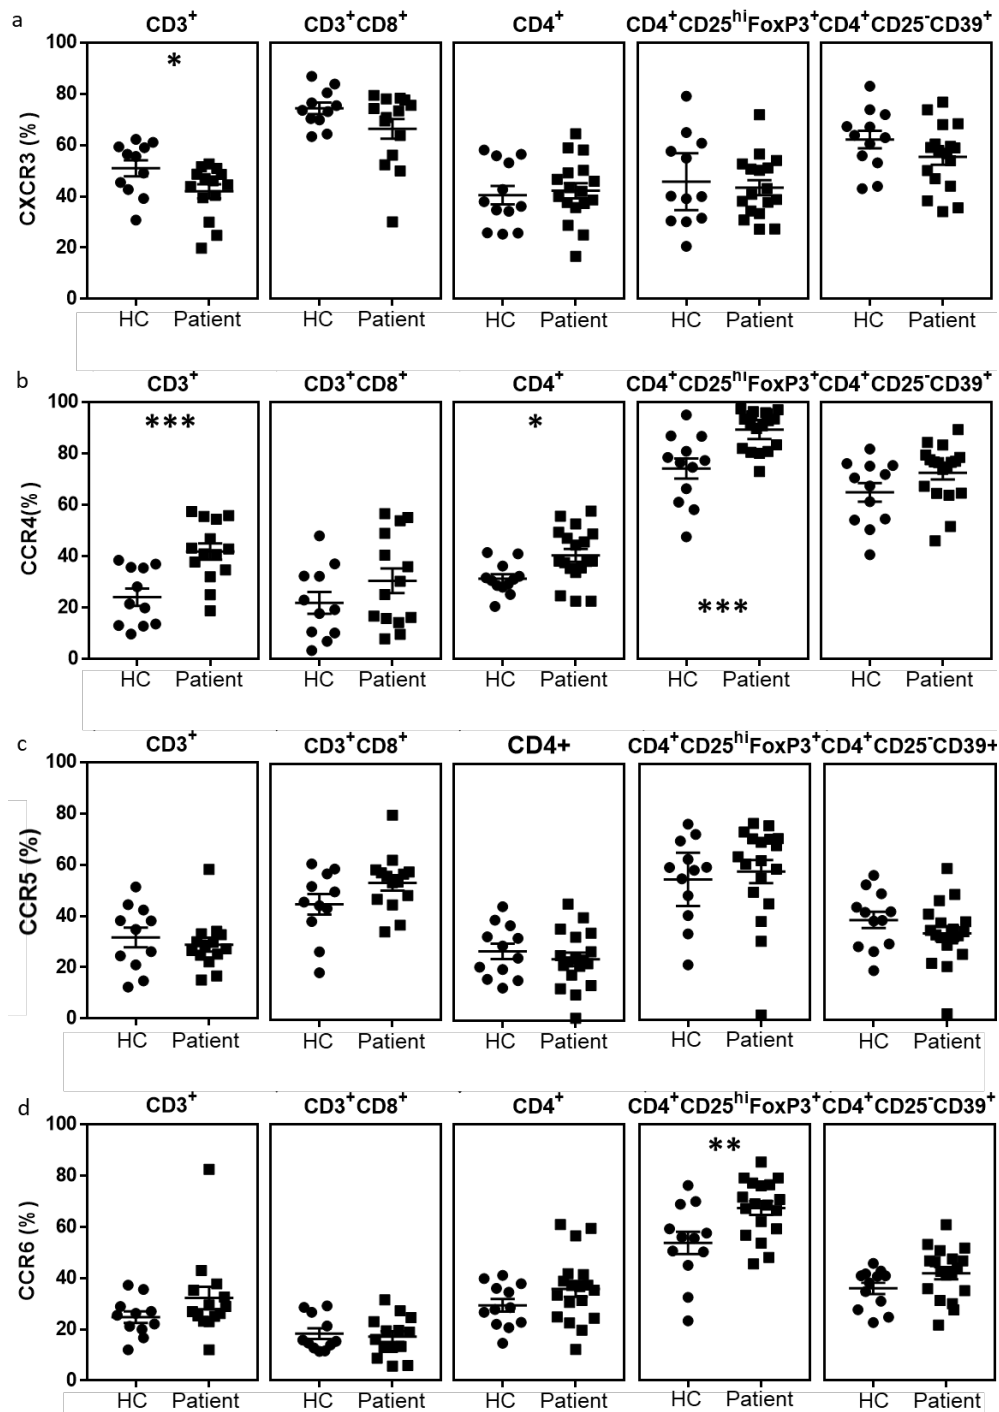 a
CD3⁺ CD3⁺CD8⁺ CD4⁺ CD4⁺CD25ʰⁱFoxP3⁺ CD4⁺CD25⁻CD39⁺
CXCR3 (%)
100
80
60
40
20
0
*
HC Patient HC Patient HC Patient HC Patient HC Patient
b
CD3⁺ CD3⁺CD8⁺ CD4⁺ CD4⁺CD25ʰⁱFoxP3⁺ CD4⁺CD25⁻CD39⁺
CCR4(%)
100
80
60
40
20
0
*** * ***
HC Patient HC Patient HC Patient HC Patient HC Patient
c
CD3⁺ CD3⁺CD8⁺ CD4+ CD4⁺CD25ʰⁱFoxP3⁺ CD4⁺CD25⁻CD39+
CCR5 (%)
100
80
60
40
20
0
HC Patient HC Patient HC Patient HC Patient HC Patient
d
CD3⁺ CD3⁺CD8⁺ CD4⁺ CD4⁺CD25ʰⁱFoxP3⁺ CD4⁺CD25⁻CD39⁺
CCR6 (%)
100
80
60
40
20
0
**
HC Patient HC Patient HC Patient HC Patient HC Patient